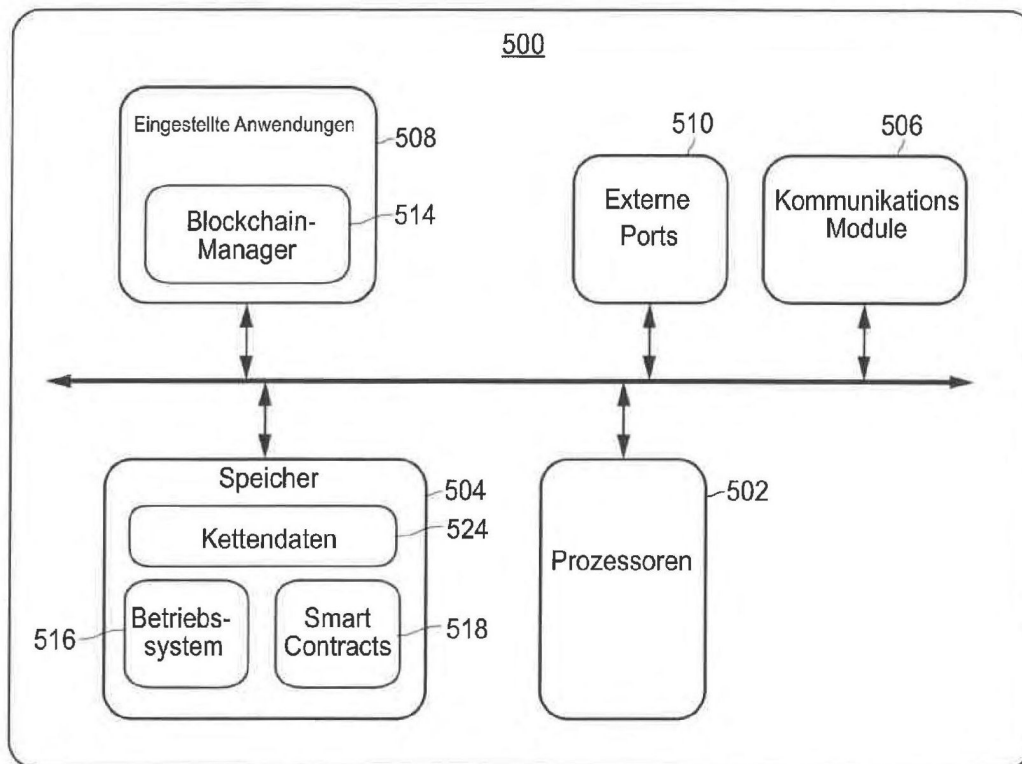 500
Eingestellte Anwendungen
508
Blockchain-
Manager
514
510
Externe
Ports
506
Kommunikations
Module
Speicher
504
Kettendaten
524
Betriebs-
system
516
Smart
Contracts
518
502
Prozessoren